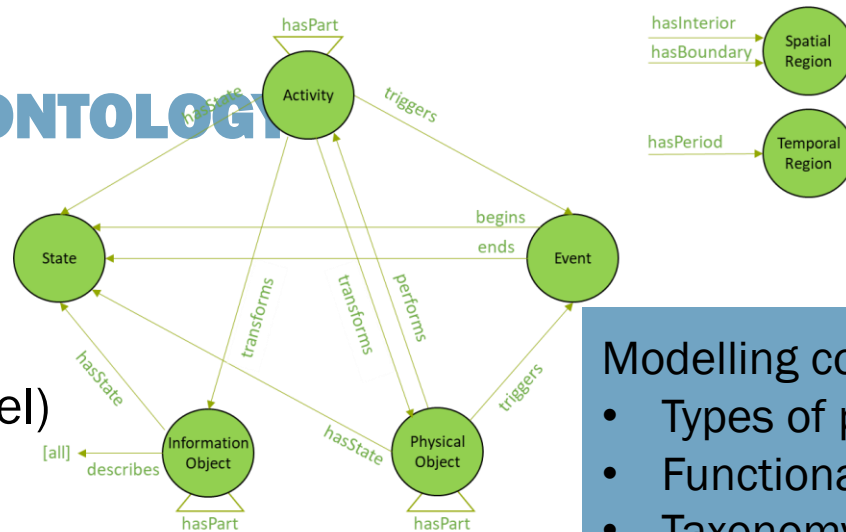 hasPart
hasInterior
hasBoundary
Spatial
Region
Activity
triggers
hasState
ONTOLOGY
hasPeriod
Temporal
Region
begins
ends
State
Event
transforms
transforms
performs
hasState
triggers
hasState
el)
[all]
describes
Information
Object
Physical
Object
hasPart
hasPart
Modelling co
• Types of p
• Functiona
• Taxonomy